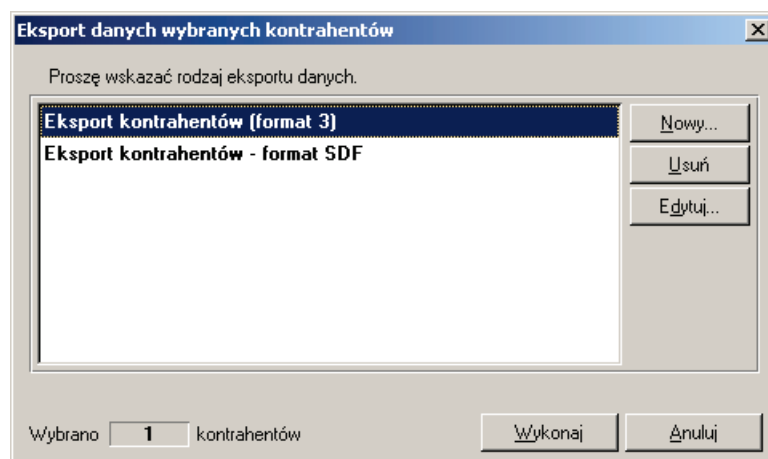 Eksport danych wybranych kontrahentów
Proszę wskazać rodzaj eksportu danych.
Eksport kontrahentów (format 3)
Eksport kontrahentów - format SDF
Nowy...
Usuń
Edytuj...
Wybrano 1 kontrahentów
Wykonaj
Anuluj